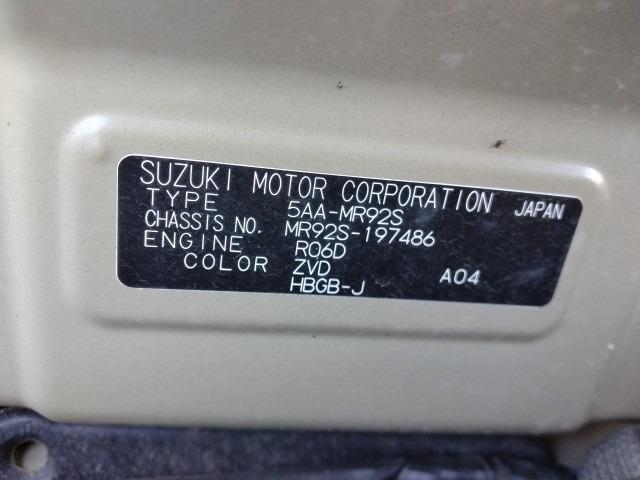 SUZUKI MOTOR CORPORATION JAPAN
TYPE 5AA-MR92S
CHASSIS NO. MR92S-197486
ENGINE R06D
COLOR ZVD A04
HBGB-J